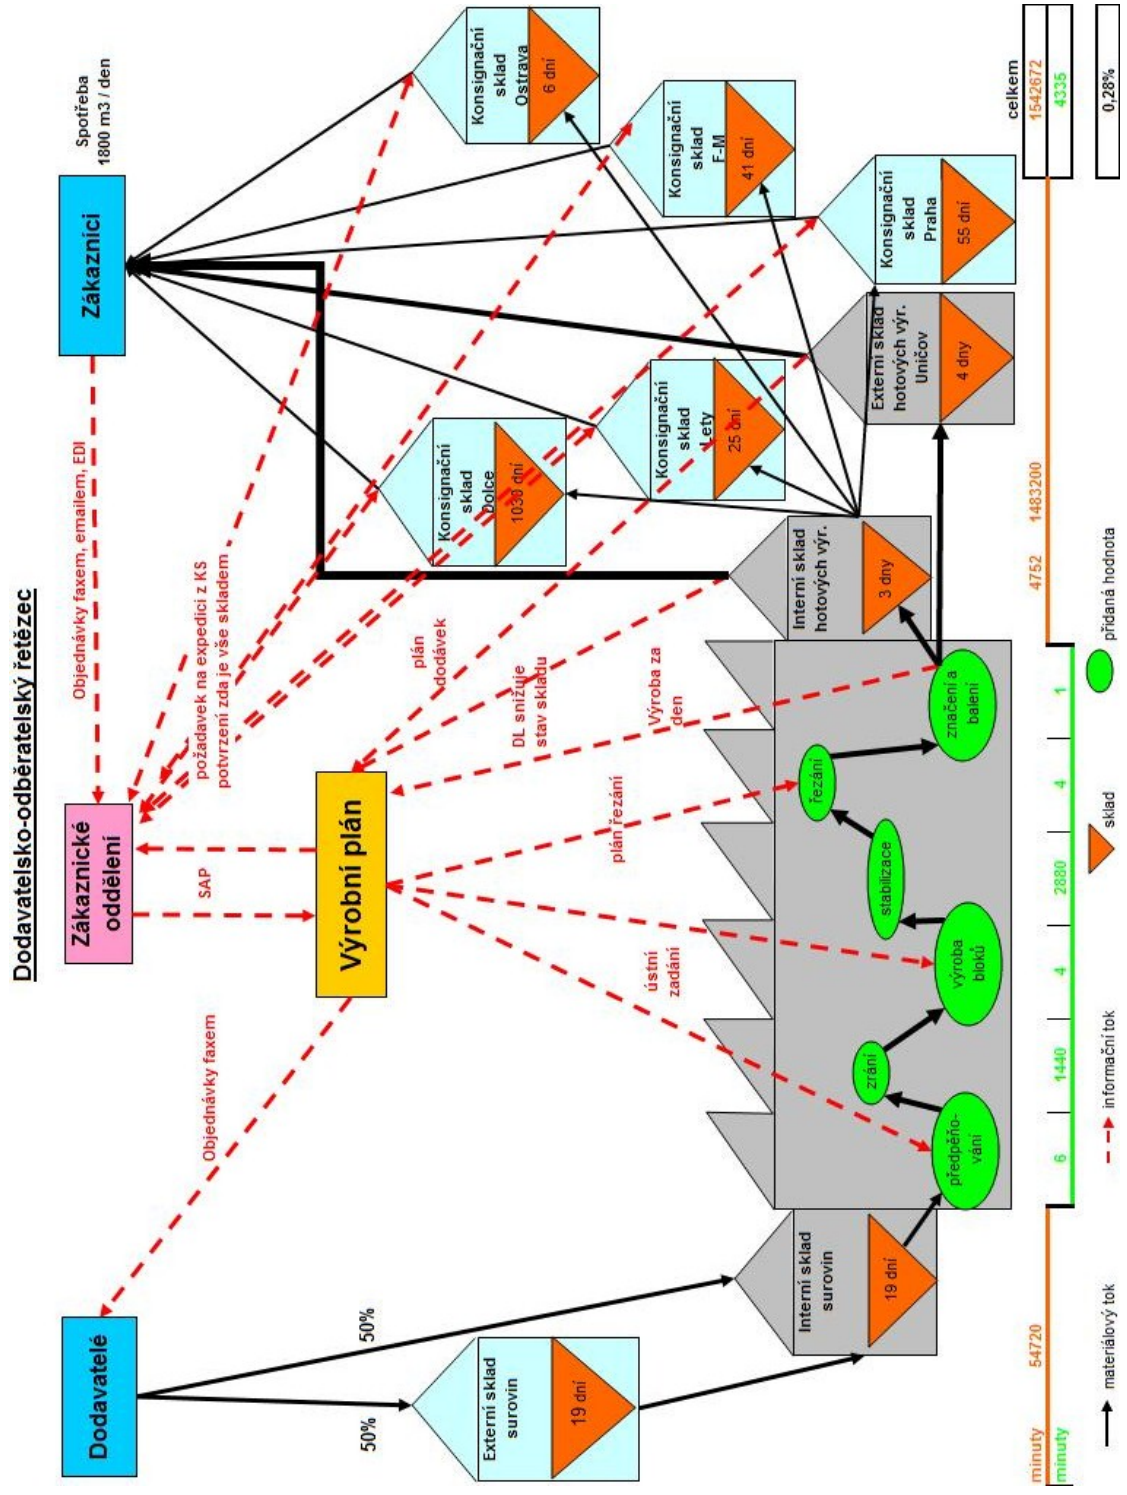 Dodavatelsko-odběratelský řetězec
Dodavatelé
Zákaznické
oddělení
Zákazníci
Spotřeba
1800 m3 / den
Objednávky faxem, emailem, EDI
SAP
požadavek na expedici z KS
potvrzení zda je vše skladem
Objednávky faxem
Výrobní plán
50%
50%
plán
dodávek
DL snižuje
stav skladu
Výroba za
den
plán řezání
ústní
zadání
Externí sklad
surovin
19 dní
Interní sklad
surovin
19 dní
předpěňo-
vání
zrání
výroba
bloků
stabilizace
řezání
značení a
balení
Interní sklad
hotových výr.
3 dny
Konsignační
sklad
Dolce
1030 dní
Konsignační
sklad
Lety
25 dní
Externí sklad
hotových výr.
Uničov
4 dny
Konsignační
sklad
Praha
55 dní
Konsignační
sklad
F-M
41 dní
Konsignační
sklad
Ostrava
6 dní
celkem
minuty 54720 4752 1483200 1542672
minuty 6 1440 4 2880 4 1 4335
0,28%
materiálový tok informační tok sklad přidaná hodnota